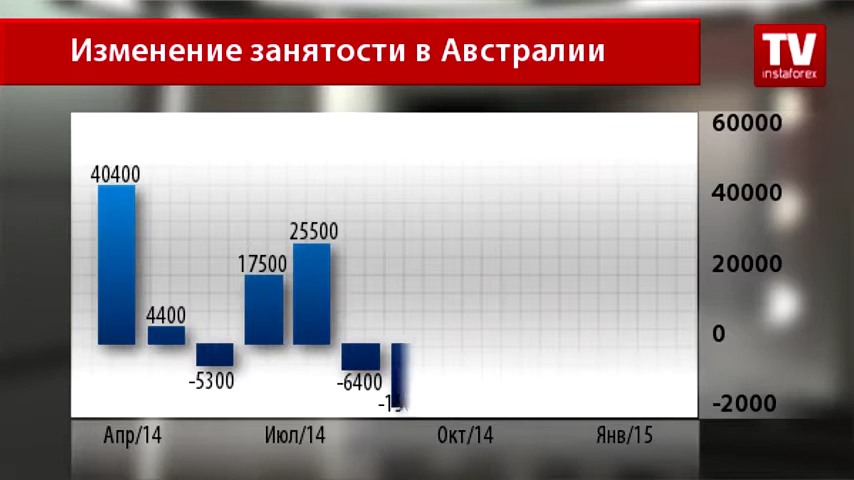 Изменение занятости в Австралии
TV
instaforex
60000
40000
20000
0
-2000
40400
4400
-5300
17500
25500
-6400
Апр/14
Июл/14
Окт/14
Янв/15